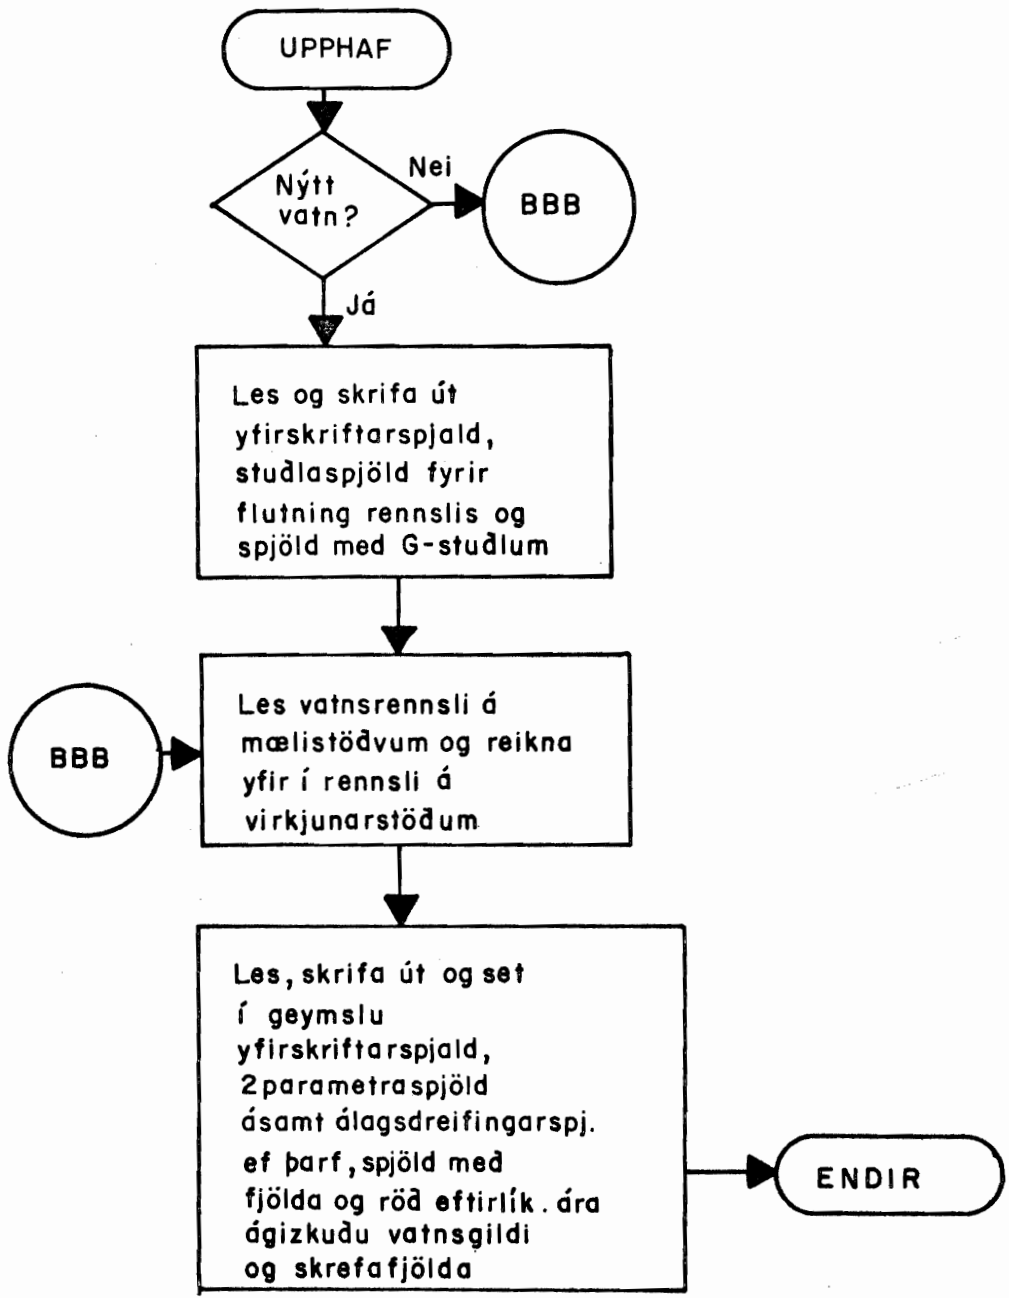 UPPHAF
Nýtt
vatn?
Nei
BBB
Já
Les og skrifa út
yfirskriftarspjald,
stuðlaspjöld fyrir
flutning rennslis og
spjöld með G-stuðlum
BBB
Les vatnsrennsli á
mælistöðvum og reikna
yfir í rennsli á
virkjunarstöðum
Les, skrifa út og set
í geymslu
yfirskriftarspjald,
2parametraspjöld
ásamt álagsdreifingarspj.
ef þarf, spjöld með
fjölda og röð eftirlík. ára
ágizkuðu vatnsgildi
og skrefafjölda
ENDIR